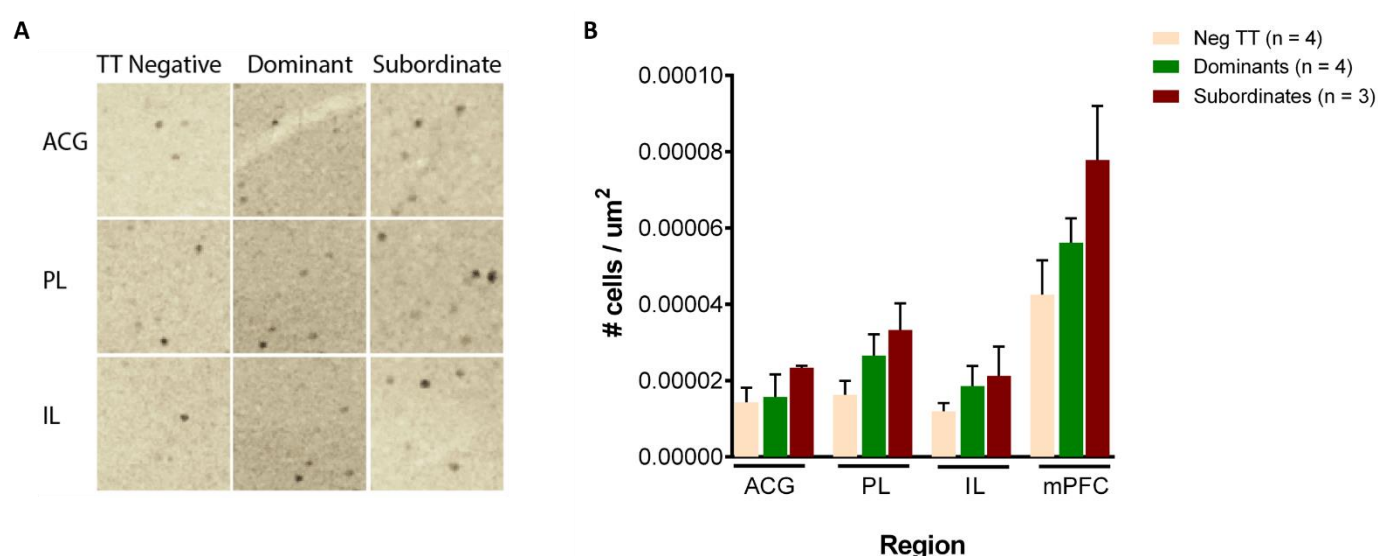 A
TT Negative Dominant Subordinate
ACG
PL
IL
B
Neg TT (n = 4)
Dominants (n = 4)
Subordinates (n = 3)
# cells / um²
0.00010
0.00008
0.00006
0.00004
0.00002
0.00000
ACG PL IL mPFC
Region